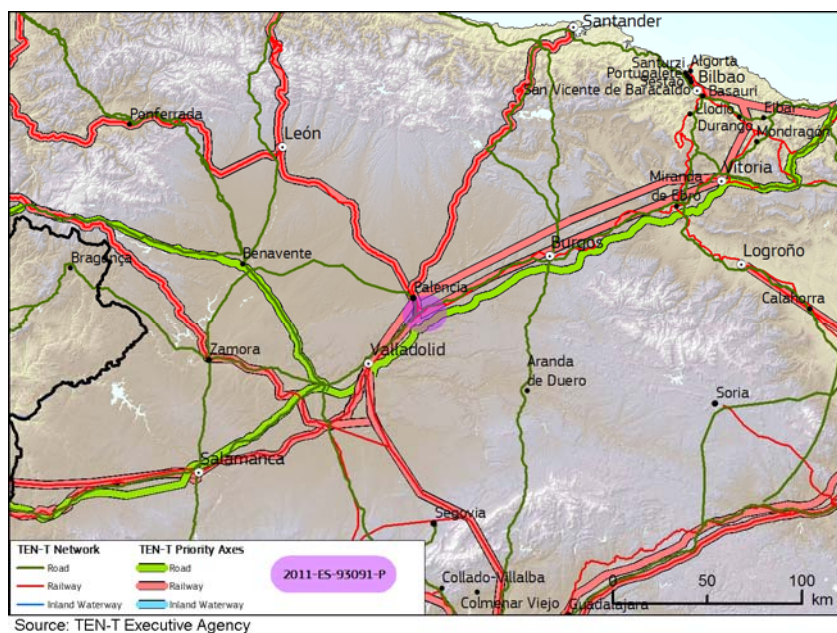 Santander
Santurzi
Algorta
Portugalete
Sestao
Bilbao
San Vicente de Baracaldo
Basauri
Llodio
Eibar
Durango
Mondragón
Ponferrada
León
Miranda
de Ebro
Vitoria
Burgos
Logroño
Bragança
Benavente
Palencia
Calahorra
Zamora
Valladolid
Aranda
de Duero
Soria
Salamanca
Segovia
TEN-T Network
TEN-T Priority Axes
Road
Road
2011-ES-93091-P
Railway
Railway
Inland Waterway
Inland Waterway
Collado-Milalba
Colmenar Viejo
Guadalajara
0 50 100
km
Source: TEN-T Executive Agency